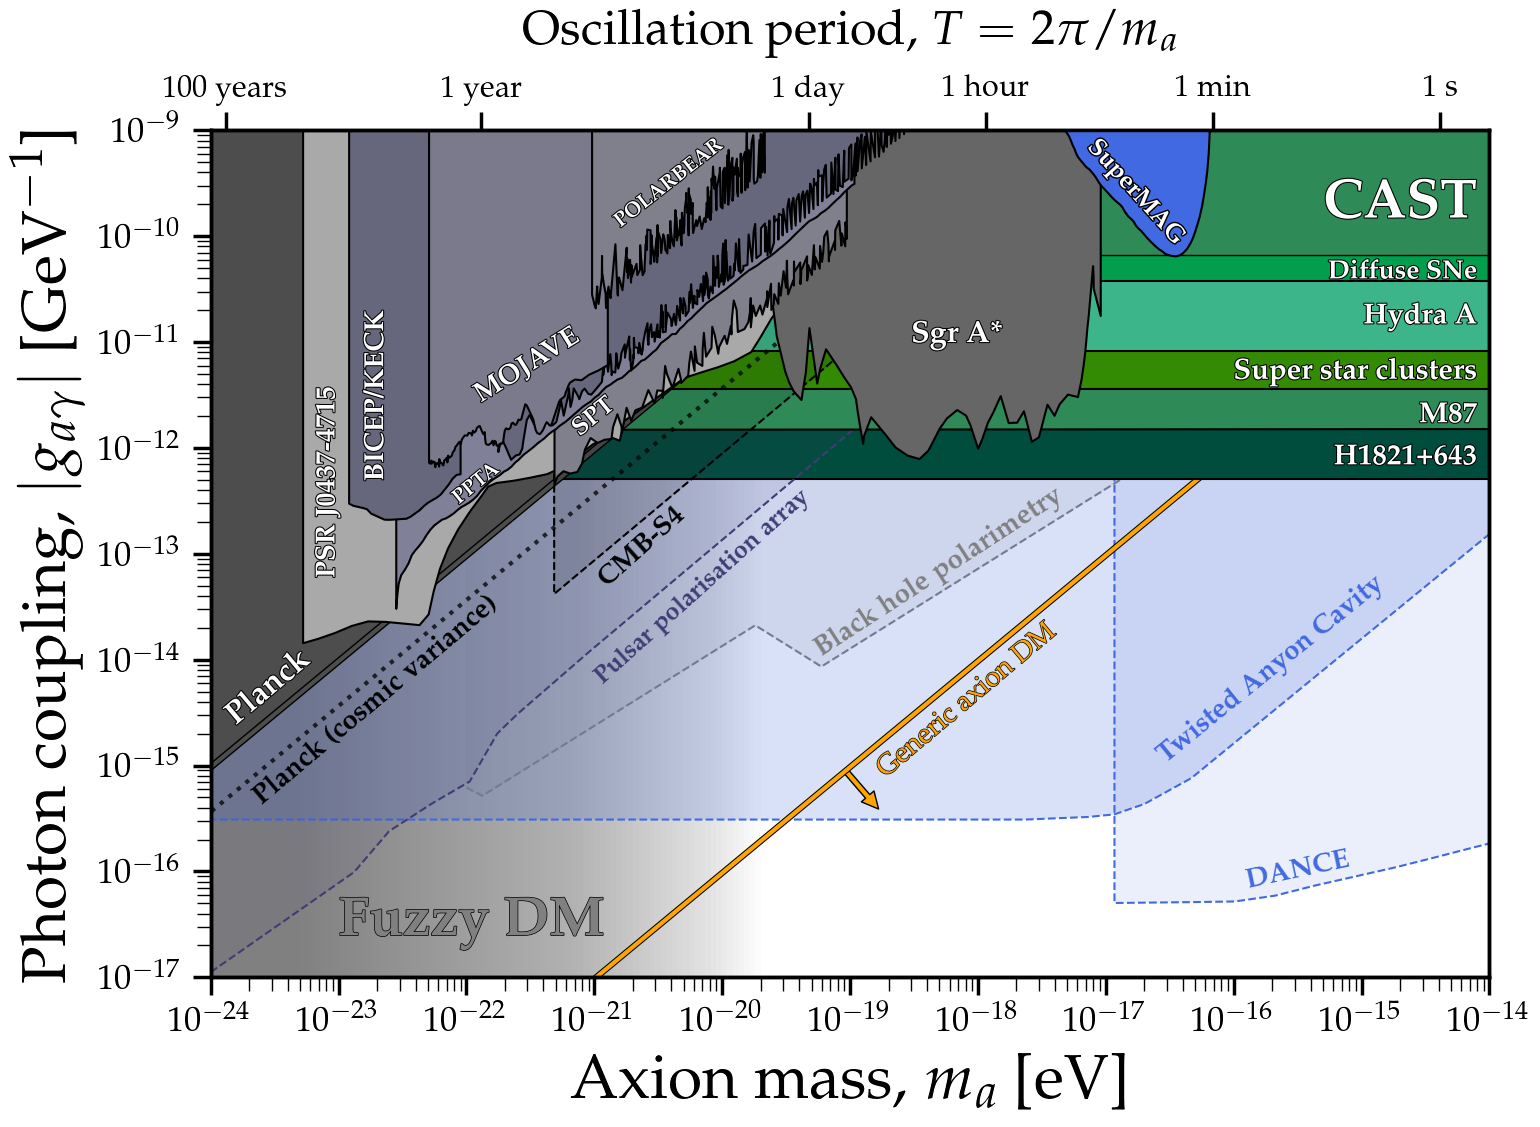 Oscillation period, T = 2π/mₐ
100 years 1 year 1 day 1 hour 1 min 1 s
Photon coupling, |gₐᵧ| [GeV⁻¹]
10⁻⁹
10⁻¹⁰
10⁻¹¹
10⁻¹²
10⁻¹³
10⁻¹⁴
10⁻¹⁵
10⁻¹⁶
10⁻¹⁷
POLARBEAR
SuperMAG
CAST
Diffuse SNe
Hydra A
Sgr A*
Super star clusters
M87
H1821+643
PSR J0437-4715
BICEP/KECK
MOJAVE
SPT
PPTA
CMB-S4
Pulsar polarisation array
Black hole polarimetry
Planck
Planck (cosmic variance)
Generic axion DM
Twisted Anyon Cavity
DANCE
Fuzzy DM
10⁻²⁴ 10⁻²³ 10⁻²² 10⁻²¹ 10⁻²⁰ 10⁻¹⁹ 10⁻¹⁸ 10⁻¹⁷ 10⁻¹⁶ 10⁻¹⁵ 10⁻¹⁴
Axion mass, mₐ [eV]